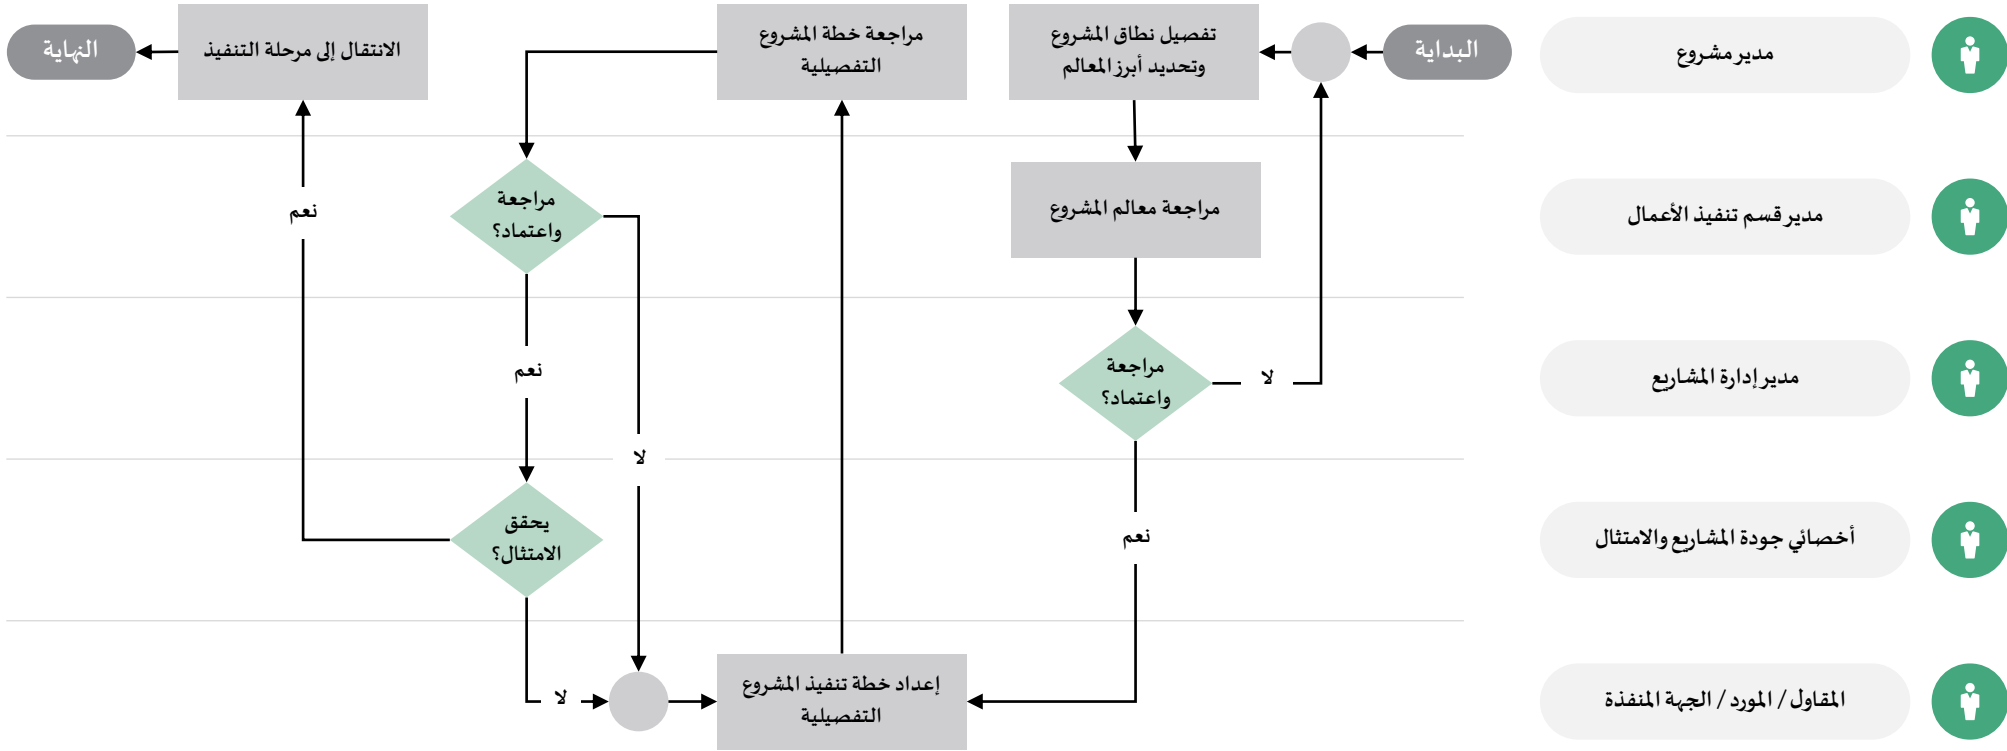 مدير مشروع
البداية
تفصيل نطاق المشروع
وتحديد أبرز المعالم
مراجعة خطة المشروع
التفصيلية
الانتقال إلى مرحلة التنفيذ
النهاية
مدير قسم تنفيذ الأعمال
مراجعة معالم المشروع
مراجعة
واعتماد؟
نعم
مدير إدارة المشاريع
لا
مراجعة
واعتماد؟
نعم
لا
أخصائي جودة المشاريع والامتثال
نعم
يحقق
الامتثال؟
المقاول / المورد / الجهة المنفذة
إعداد خطة تنفيذ المشروع
التفصيلية
لا